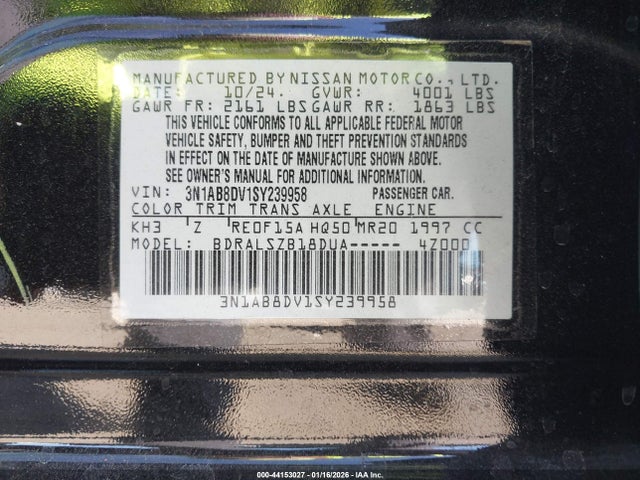 MANUFACTURED BY NISSAN MOTOR CO., LTD.
DATE: 10/24. GVWR: 4001 LBS
GAWR FR: 2161 LBS GAWR RR: 1863 LBS
THIS VEHICLE CONFORMS TO ALL APPLICABLE FEDERAL MOTOR
VEHICLE SAFETY, BUMPER AND THEFT PREVENTION STANDARDS
IN EFFECT ON THE DATE OF MANUFACTURE SHOWN ABOVE.
SEE OWNER'S MANUAL FOR ADDITIONAL INFORMATION.
VIN: 3N1AB8DV1SY239958 PASSENGER CAR.
COLOR TRIM TRANS AXLE ENGINE
KH3 Z RE0F15A HQ50 MR20 1997 CC
MODEL: BDRALSZB18DUA----- 4Z000
3N1AB8DV1SY239958
000-44153027 - 01/16/2026 - IAA Inc.